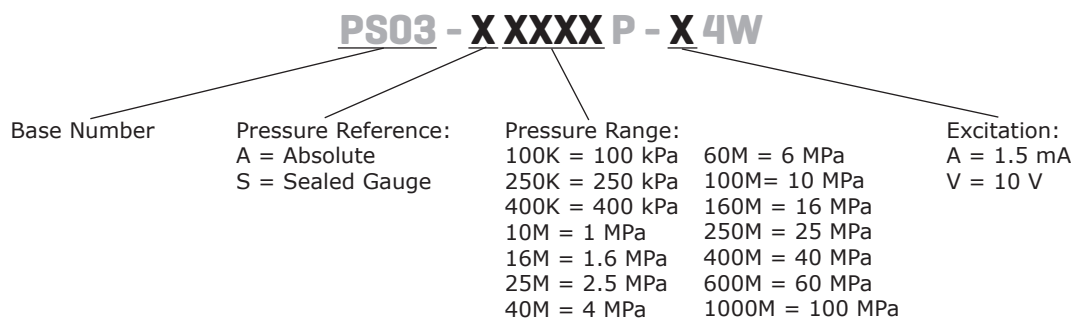 PS03 - X XXXX P - X 4W
Base Number
Pressure Reference:
A = Absolute
S = Sealed Gauge
Pressure Range:
100K = 100 kPa
250K = 250 kPa
400K = 400 kPa
10M = 1 MPa
16M = 1.6 MPa
25M = 2.5 MPa
40M = 4 MPa
60M = 6 MPa
100M= 10 MPa
160M = 16 MPa
250M = 25 MPa
400M = 40 MPa
600M = 60 MPa
1000M = 100 MPa
Excitation:
A = 1.5 mA
V = 10 V